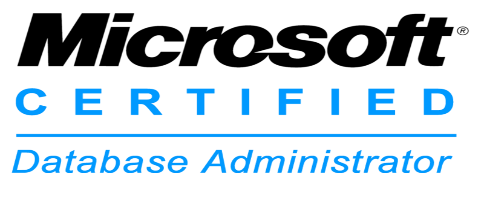 Microsoft®
CERTIFIED
Database Administrator